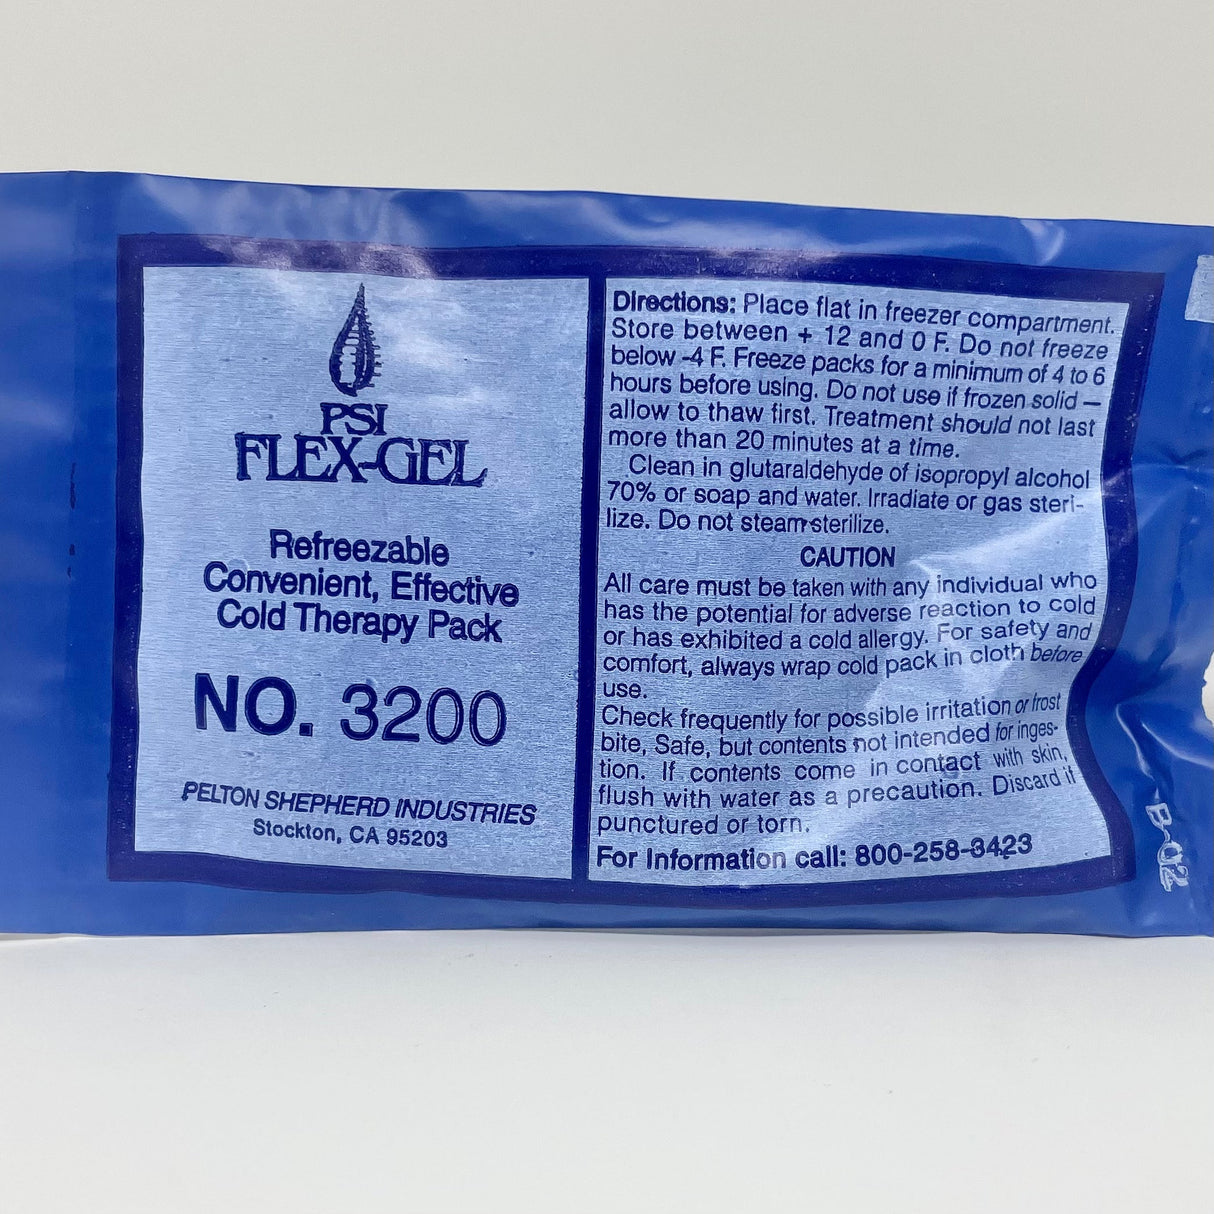 PSI
FLEX-GEL
Refreezable
Convenient, Effective
Cold Therapy Pack
NO. 3200
PELTON SHEPHERD INDUSTRIES
Stockton, CA 95203
Directions: Place flat in freezer compartment.
Store between + 12 and 0 F. Do not freeze
below -4 F. Freeze packs for a minimum of 4 to 6
hours before using. Do not use if frozen solid —
allow to thaw first. Treatment should not last
more than 20 minutes at a time.
Clean in glutaraldehyde of isopropyl alcohol
70% or soap and water. Irradiate or gas steri-
lize. Do not steam sterilize.
CAUTION
All care must be taken with any individual who
has the potential for adverse reaction to cold
or has exhibited a cold allergy. For safety and
comfort, always wrap cold pack in cloth before
use.
Check frequently for possible irritation or frost
bite, Safe, but contents not intended for inges-
tion. If contents come in contact with skin,
flush with water as a precaution. Discard if
punctured or torn.
For Information call: 800-258-3423
B-02